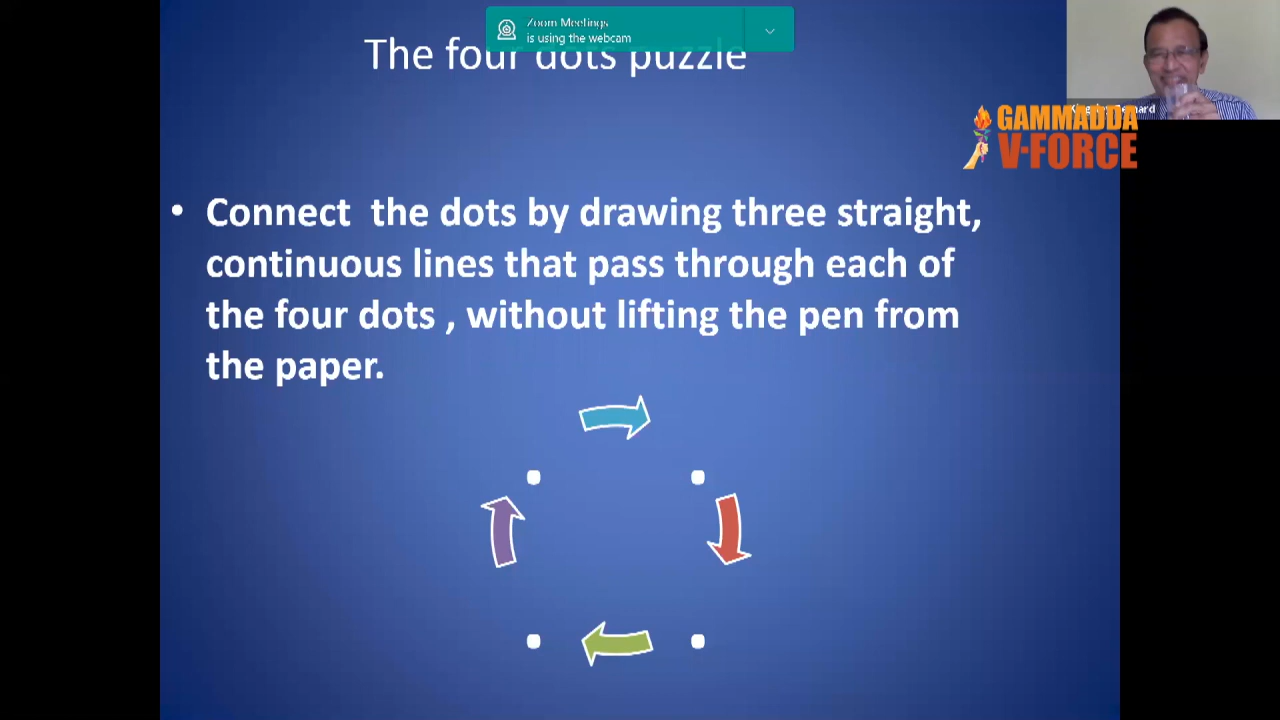 Zoom Meetings
is using the webcam
The four dots puzzle
GAMMADDA
V-FORCE
• Connect the dots by drawing three straight,
continuous lines that pass through each of
the four dots , without lifting the pen from
the paper.